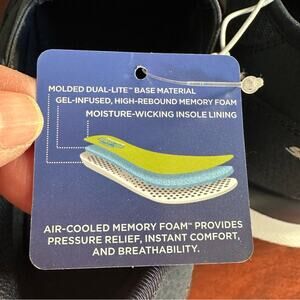 MOLDED DUAL-LITE™ BASE MATERIAL
GEL-INFUSED, HIGH-REBOUND MEMORY FOAM
MOISTURE-WICKING INSOLE LINING
AIR-COOLED MEMORY FOAM™ PROVIDES
PRESSURE RELIEF, INSTANT COMFORT,
AND BREATHABILITY.